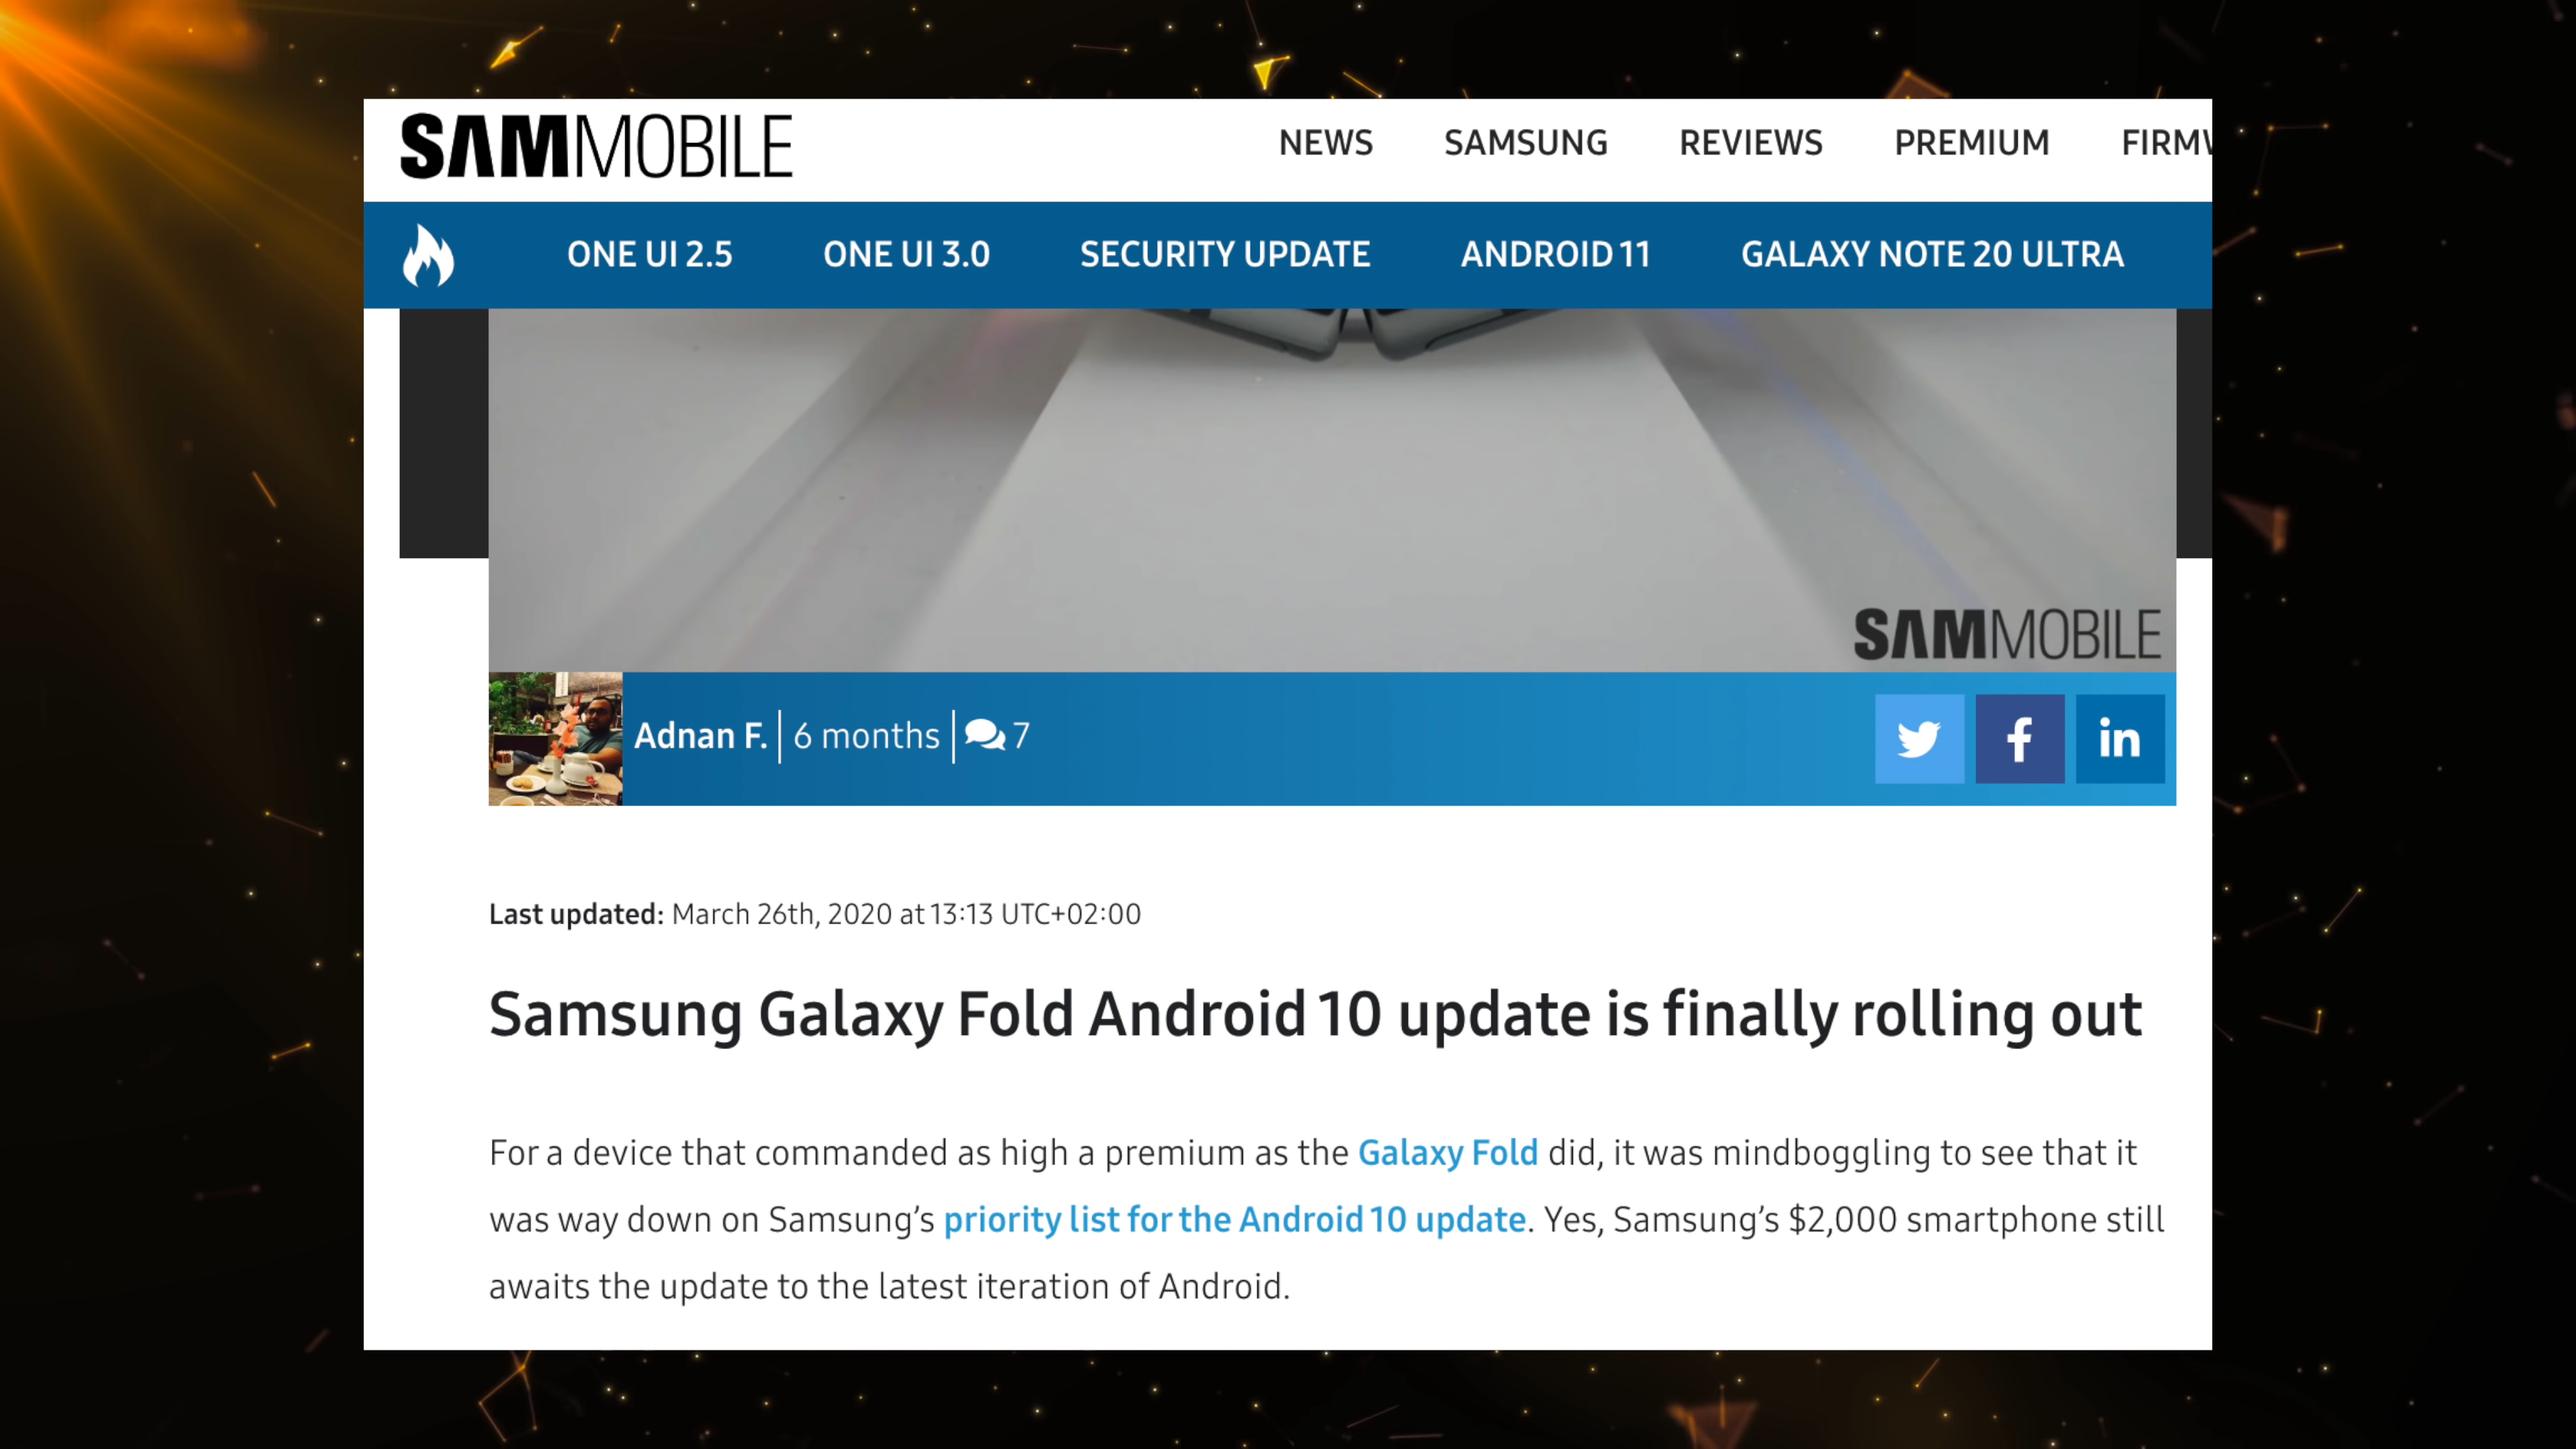 SAMMOBILE
NEWS SAMSUNG REVIEWS PREMIUM
ONE UI 2.5 ONE UI 3.0 SECURITY UPDATE ANDROID 11 GALAXY NOTE 20 ULTRA
SAMMOBILE
Adnan F. 6 months 7
f in
Last updated: March 26th, 2020 at 13:13 UTC+02:00
Samsung Galaxy Fold Android 10 update is finally rolling out
For a device that commanded as high a premium as the Galaxy Fold did, it was mindboggling to see that it
was way down on Samsung’s priority list for the Android 10 update. Yes, Samsung’s $2,000 smartphone still
awaits the update to the latest iteration of Android.